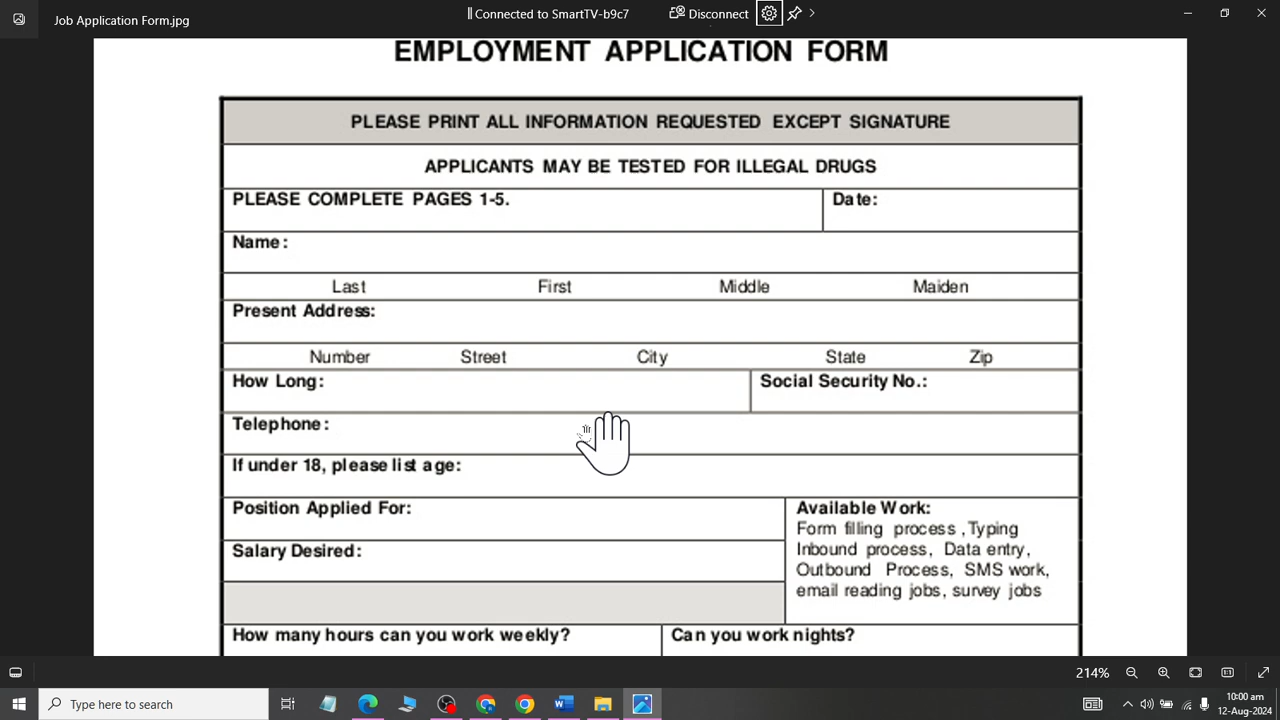 Job Application Form.jpg
Connected to SmartTV-b9c7 Disconnect
EMPLOYMENT APPLICATION FORM
PLEASE PRINT ALL INFORMATION REQUESTED EXCEPT SIGNATURE
APPLICANTS MAY BE TESTED FOR ILLEGAL DRUGS
PLEASE COMPLETE PAGES 1-5. Date:
Name:
Last First Middle Maiden
Present Address:
Number Street City State Zip
How Long: Social Security No.:
Telephone:
If under 18, please list age:
Position Applied For:
Salary Desired:
Available Work:
Form filling process ,Typing
Inbound process, Data entry,
Outbound Process, SMS work,
email reading jobs, survey jobs
How many hours can you work weekly? Can you work nights?
214%
Type here to search
10:00 am
12-Aug-2024